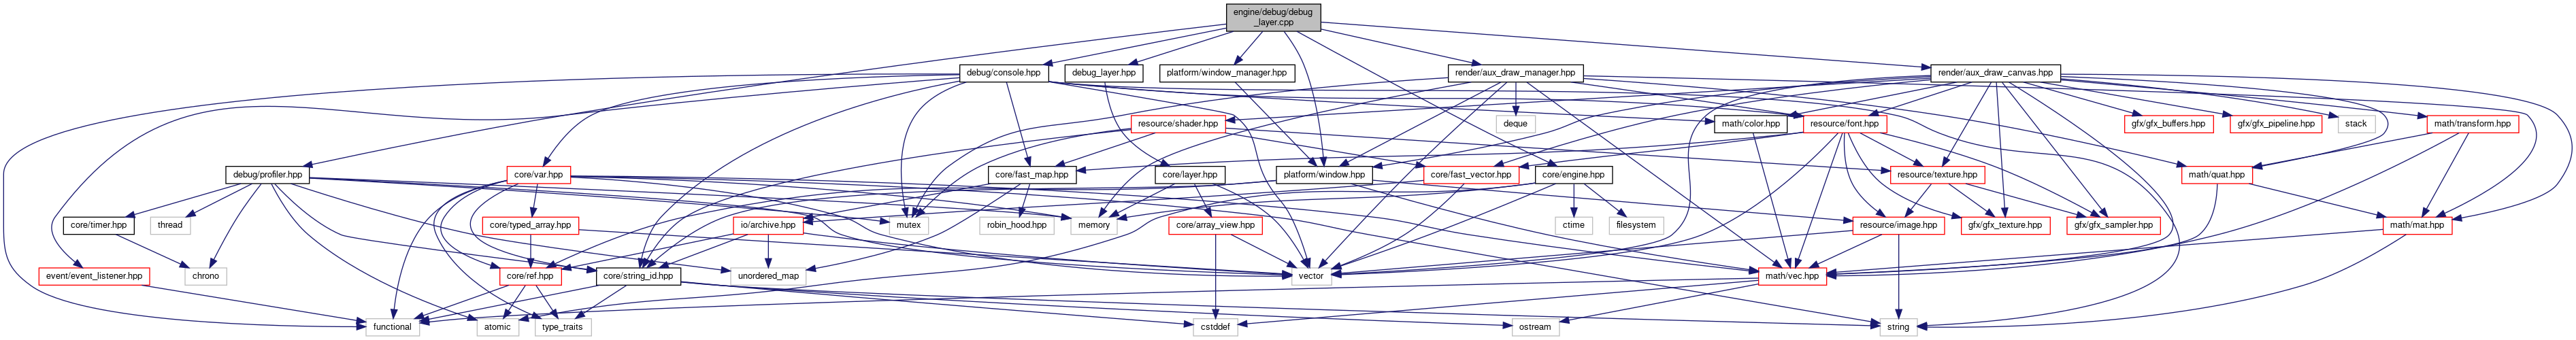 engine/debug/debug
_layer.cpp
debug/console.hpp
debug_layer.hpp
platform/window_manager.hpp
render/aux_draw_manager.hpp
render/aux_draw_canvas.hpp
resource/shader.hpp
deque
math/color.hpp
resource/font.hpp
gfx/gfx_buffers.hpp
gfx/gfx_pipeline.hpp
stack
math/transform.hpp
debug/profiler.hpp
core/var.hpp
core/fast_map.hpp
core/layer.hpp
platform/window.hpp
core/fast_vector.hpp
core/engine.hpp
resource/texture.hpp
math/quat.hpp
core/timer.hpp
thread
core/typed_array.hpp
io/archive.hpp
mutex
robin_hood.hpp
memory
core/array_view.hpp
ctime
filesystem
resource/image.hpp
gfx/gfx_texture.hpp
gfx/gfx_sampler.hpp
math/mat.hpp
event/event_listener.hpp
chrono
core/ref.hpp
core/string_id.hpp
unordered_map
vector
math/vec.hpp
functional
atomic
type_traits
cstddef
ostream
string